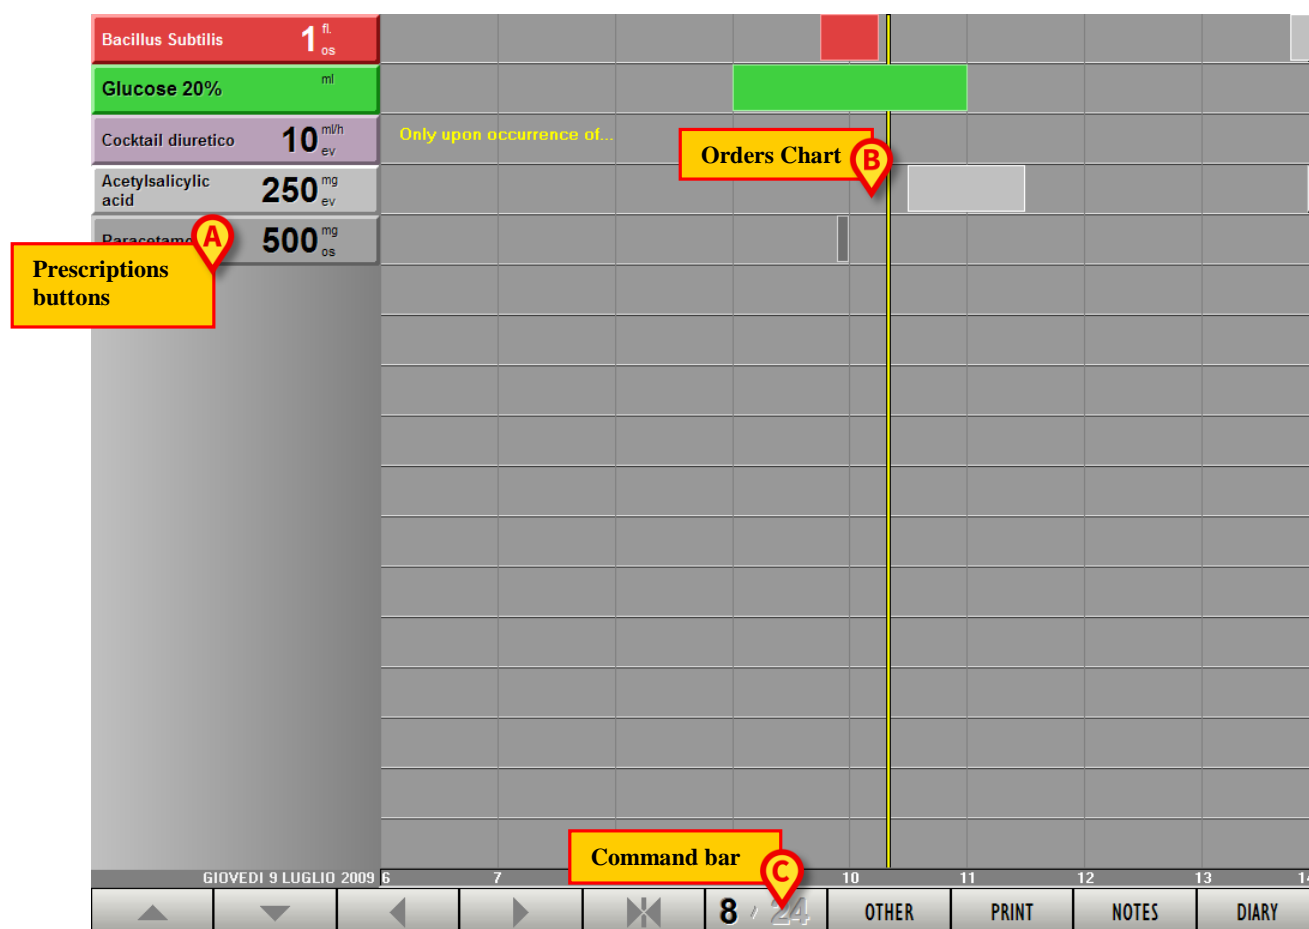 Bacillus Subtilis 1 fl. os
Glucose 20% ml
Cocktail diuretico 10 ml/h ev
Only upon occurrence of...
Orders Chart B
Acetylsalicylic
acid 250 mg ev
A 500 mg os
Prescriptions
buttons
Command bar C
GIOVEDI 9 LUGLIO 2009 6 7 10 11 12 13
8 / 24 OTHER PRINT NOTES DIARY